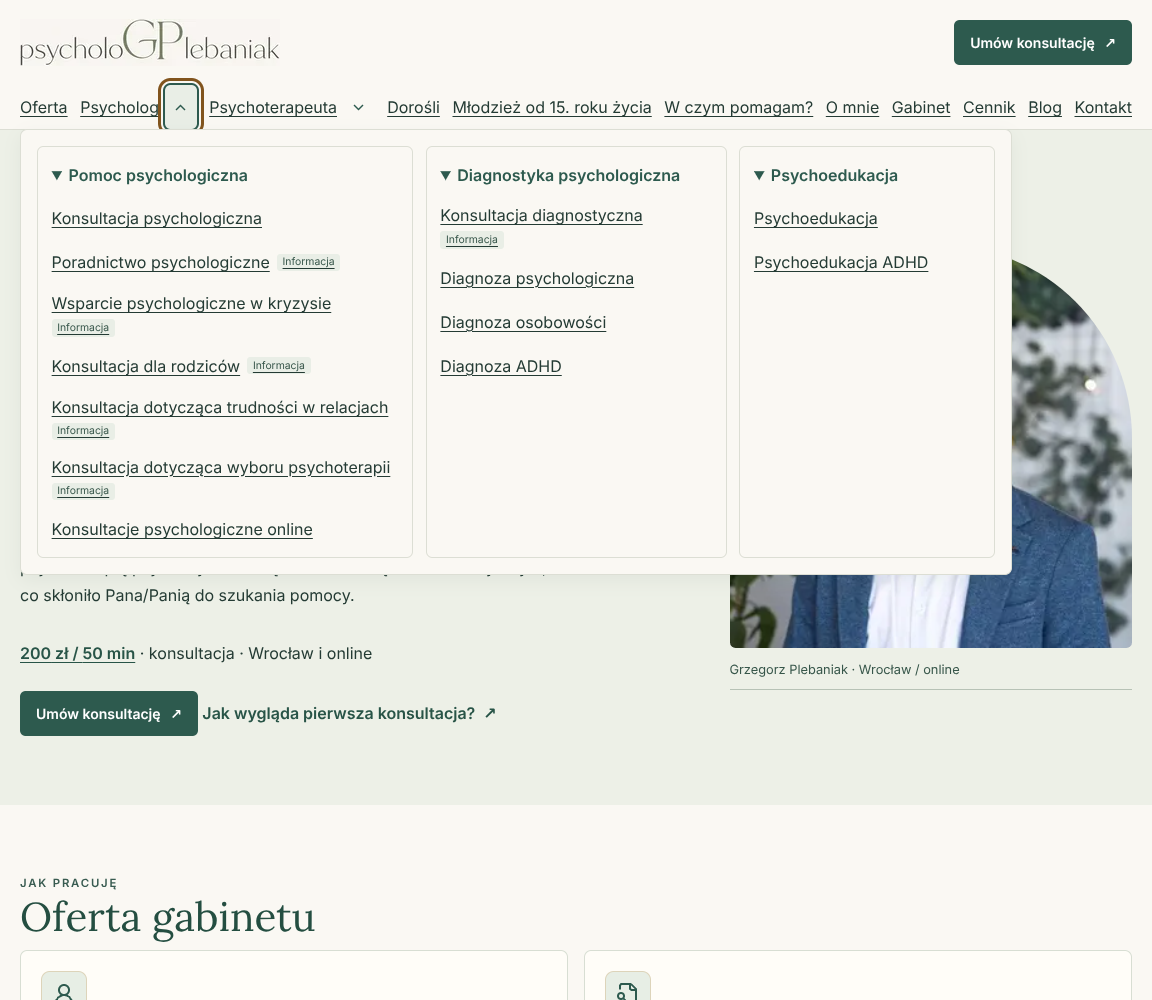 psycholoGPlebaniak
Umów konsultację ↗
Oferta Psycholog Psychoterapeuta Dorośli Młodzież od 15. roku życia W czym pomagam? O mnie Gabinet Cennik Blog Kontakt
▼ Pomoc psychologiczna
Konsultacja psychologiczna
Poradnictwo psychologiczne Informacja
Wsparcie psychologiczne w kryzysie
Informacja
Konsultacja dla rodziców Informacja
Konsultacja dotycząca trudności w relacjach
Informacja
Konsultacja dotycząca wyboru psychoterapii
Informacja
Konsultacje psychologiczne online
▼ Diagnostyka psychologiczna
Konsultacja diagnostyczna
Informacja
Diagnoza psychologiczna
Diagnoza osobowości
Diagnoza ADHD
▼ Psychoedukacja
Psychoedukacja
Psychoedukacja ADHD
co skłoniło Pana/Panią do szukania pomocy.
200 zł / 50 min · konsultacja · Wrocław i online
Umów konsultację ↗ Jak wygląda pierwsza konsultacja? ↗
Grzegorz Plebaniak · Wrocław / online
JAK PRACUJĘ
Oferta gabinetu